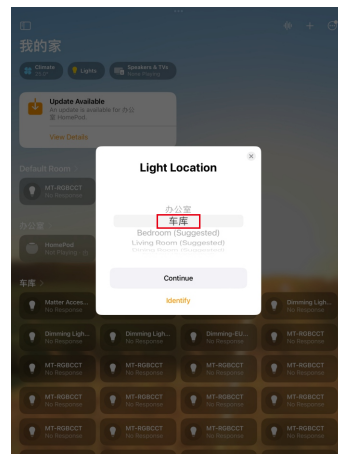 我的家
Climate
Lights
Speakers & TVs
None Playing
Update Available
An update is available for 办公
室 HomePod.
View Details
Light Location
办公室
车库
Bedroom (Suggested)
Living Room (Suggested)
Continue
Identify
Default Room
MT-RGBCCT
No Response
办公室
HomePod
Not Playing
车库
Matter Acces...
No Response
Dimming Ligh...
No Response
Dimming Ligh...
No Response
Dimming Ligh...
No Response
Dimming-EU...
No Response
MT-RGBCCT
No Response
MT-RGBCCT
No Response
MT-RGBCCT
No Response
MT-RGBCCT
No Response
MT-RGBCCT
No Response
MT-RGBCCT
No Response
MT-RGBCCT
No Response
MT-RGBCCT
No Response
MT-RGBCCT
No Response